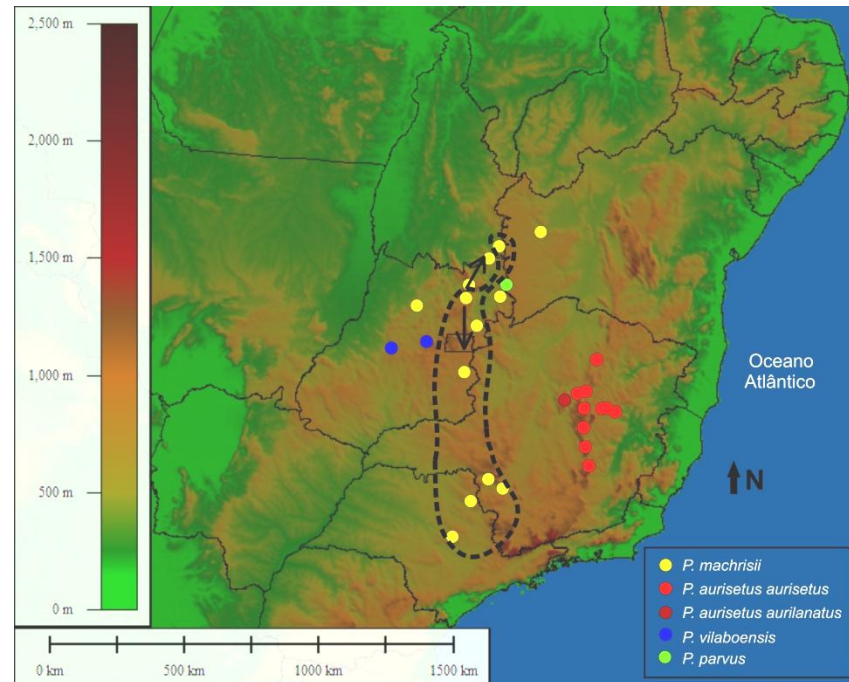 2,500 m
2,000 m
1,500 m
1,000 m
500 m
0 m
Oceano
Atlântico
N
P. machrisii
P. aurisetus aurisetus
P. aurisetus aurilanatus
P. vilaboensis
P. parvus
0 km
500 km
1000 km
1500 km